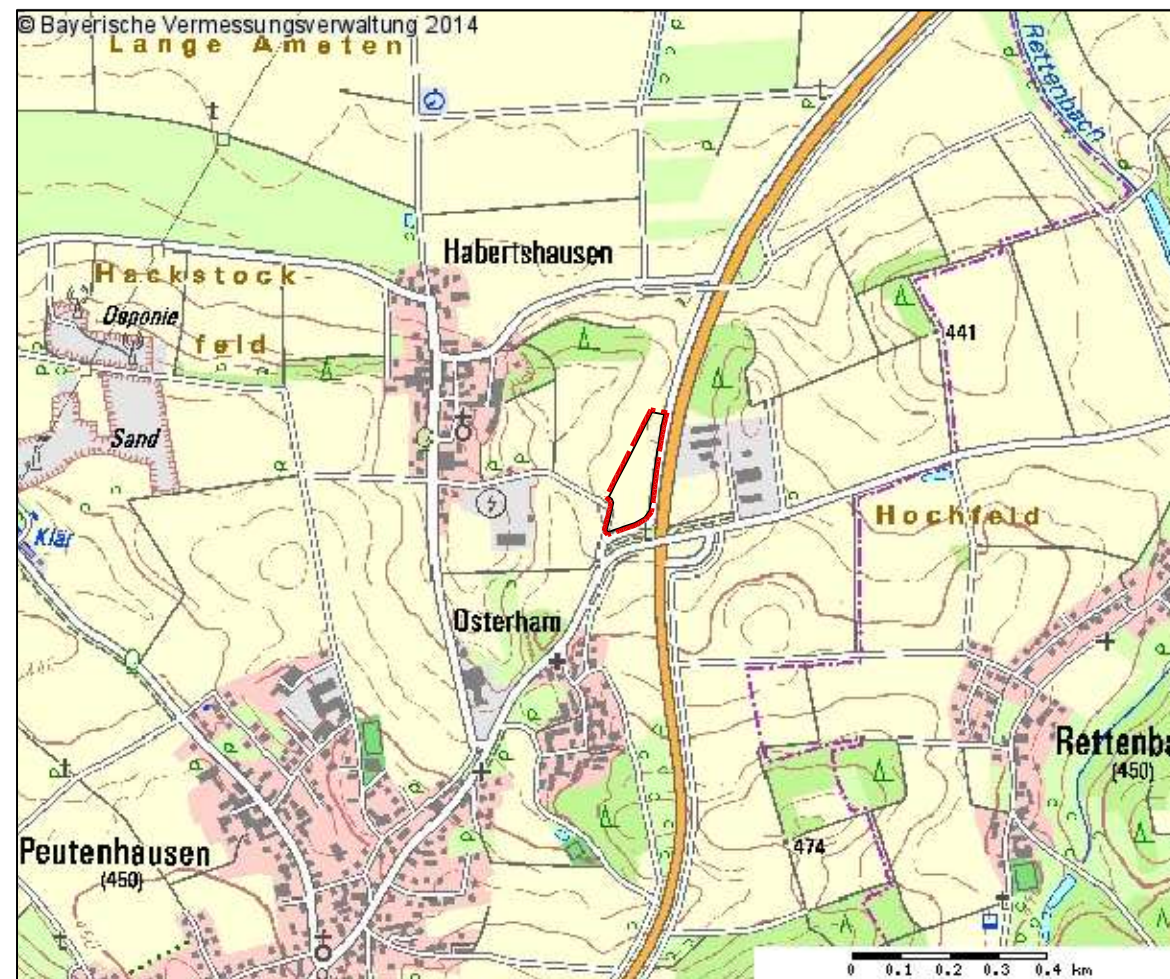 © Bayerische Vermessungsverwaltung 2014
Lange Ameten
Rettenbach
Habertshausen
Hackstock-
feld
Deponie
441
Sand
Klär
Hochfeld
Osterham
Rettenba
(450)
474
Peutenhausen
(450)
450
0 0.1 0.2 0.3 0.4 km